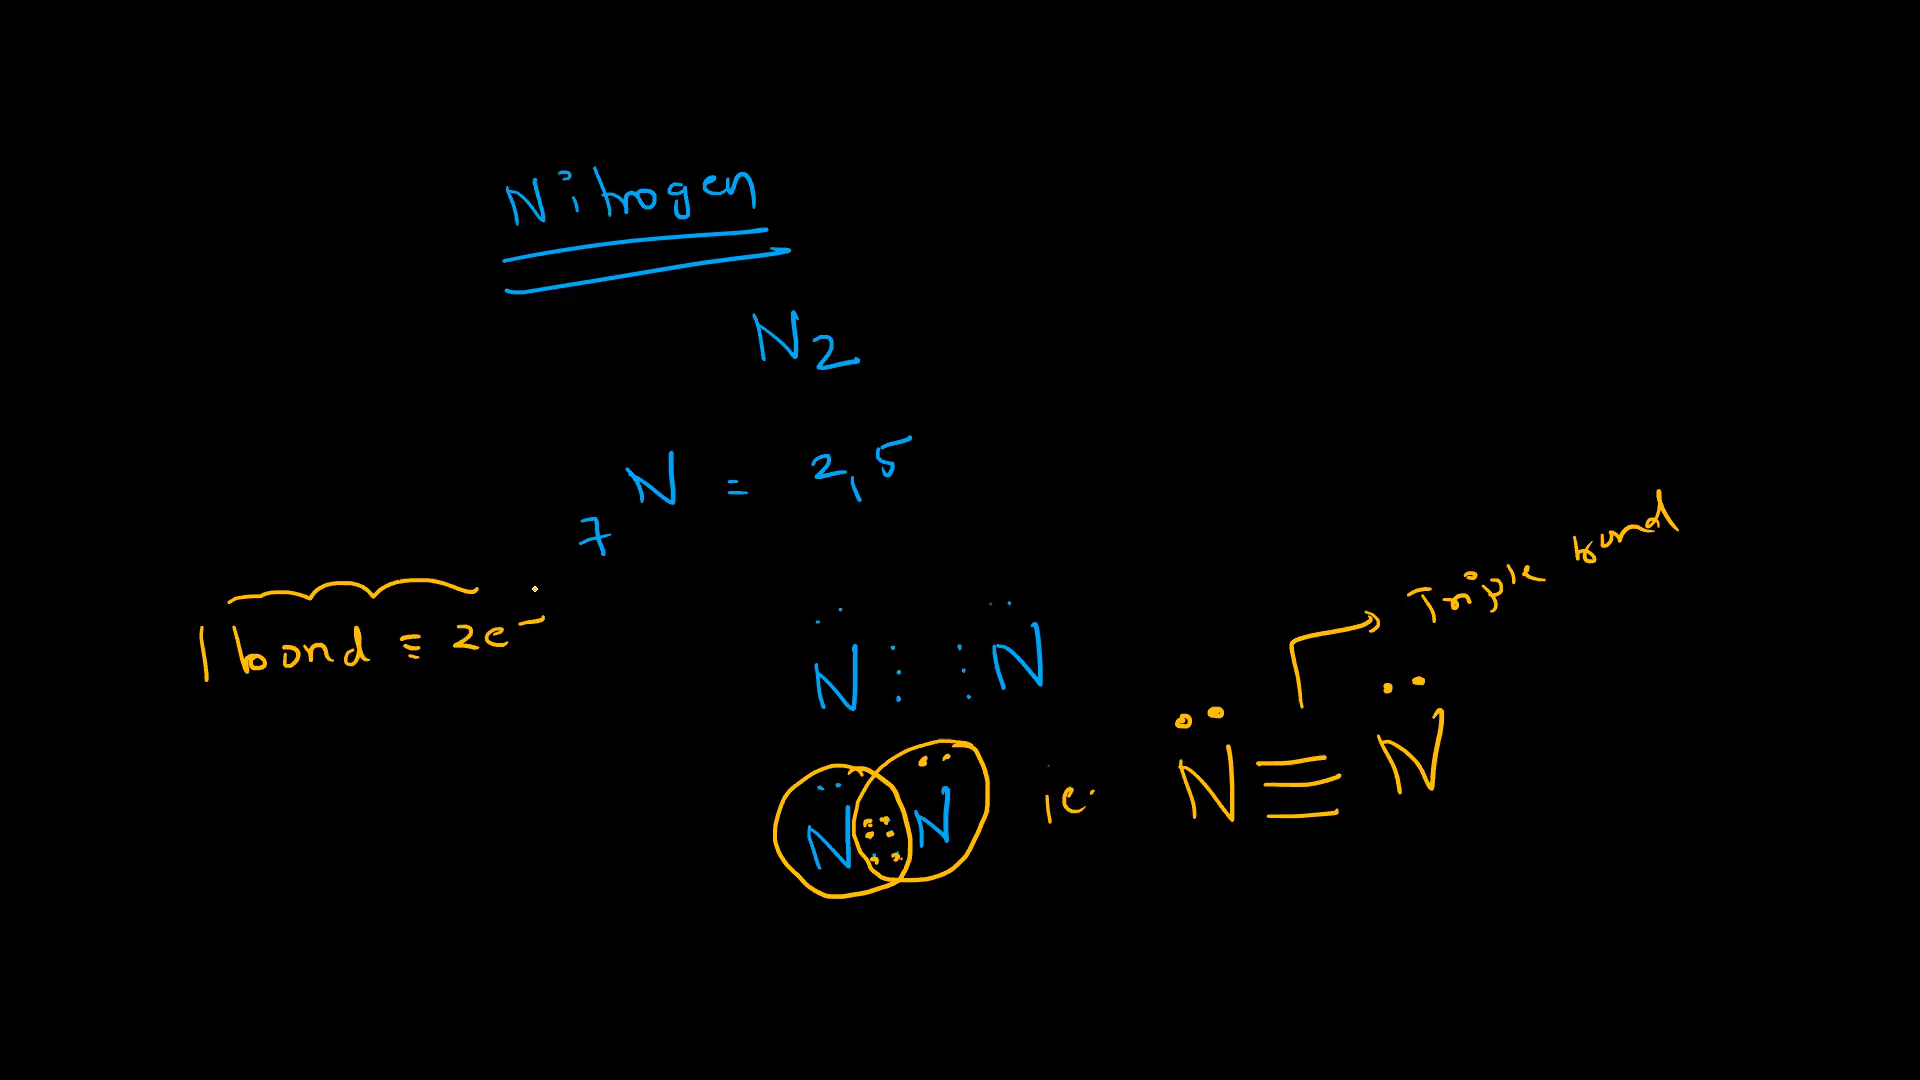 Nitrogen
N2
7N = 2,5
1 bond = 2e-
Triple bond
N N
N ≡ N
N N ie.